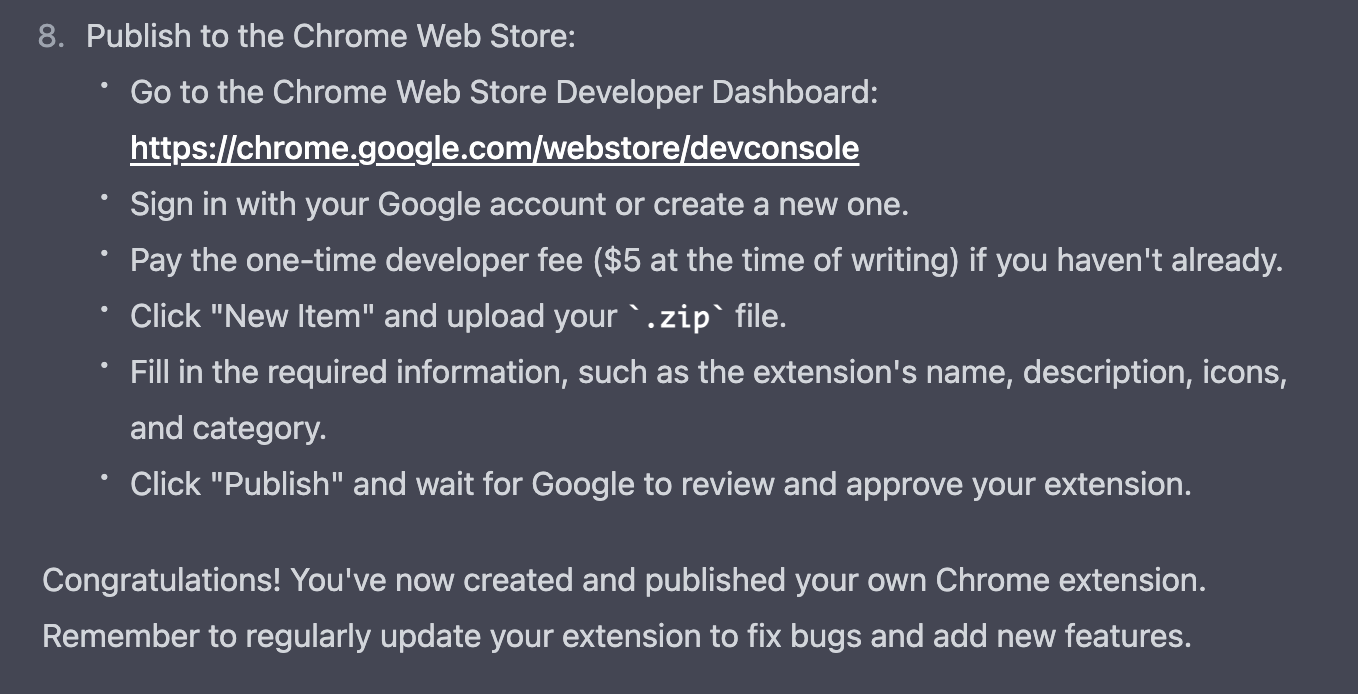 8. Publish to the Chrome Web Store:
• Go to the Chrome Web Store Developer Dashboard:
https://chrome.google.com/webstore/devconsole
• Sign in with your Google account or create a new one.
• Pay the one-time developer fee ($5 at the time of writing) if you haven't already.
• Click "New Item" and upload your `.zip` file.
• Fill in the required information, such as the extension's name, description, icons,
and category.
• Click "Publish" and wait for Google to review and approve your extension.
Congratulations! You've now created and published your own Chrome extension.
Remember to regularly update your extension to fix bugs and add new features.